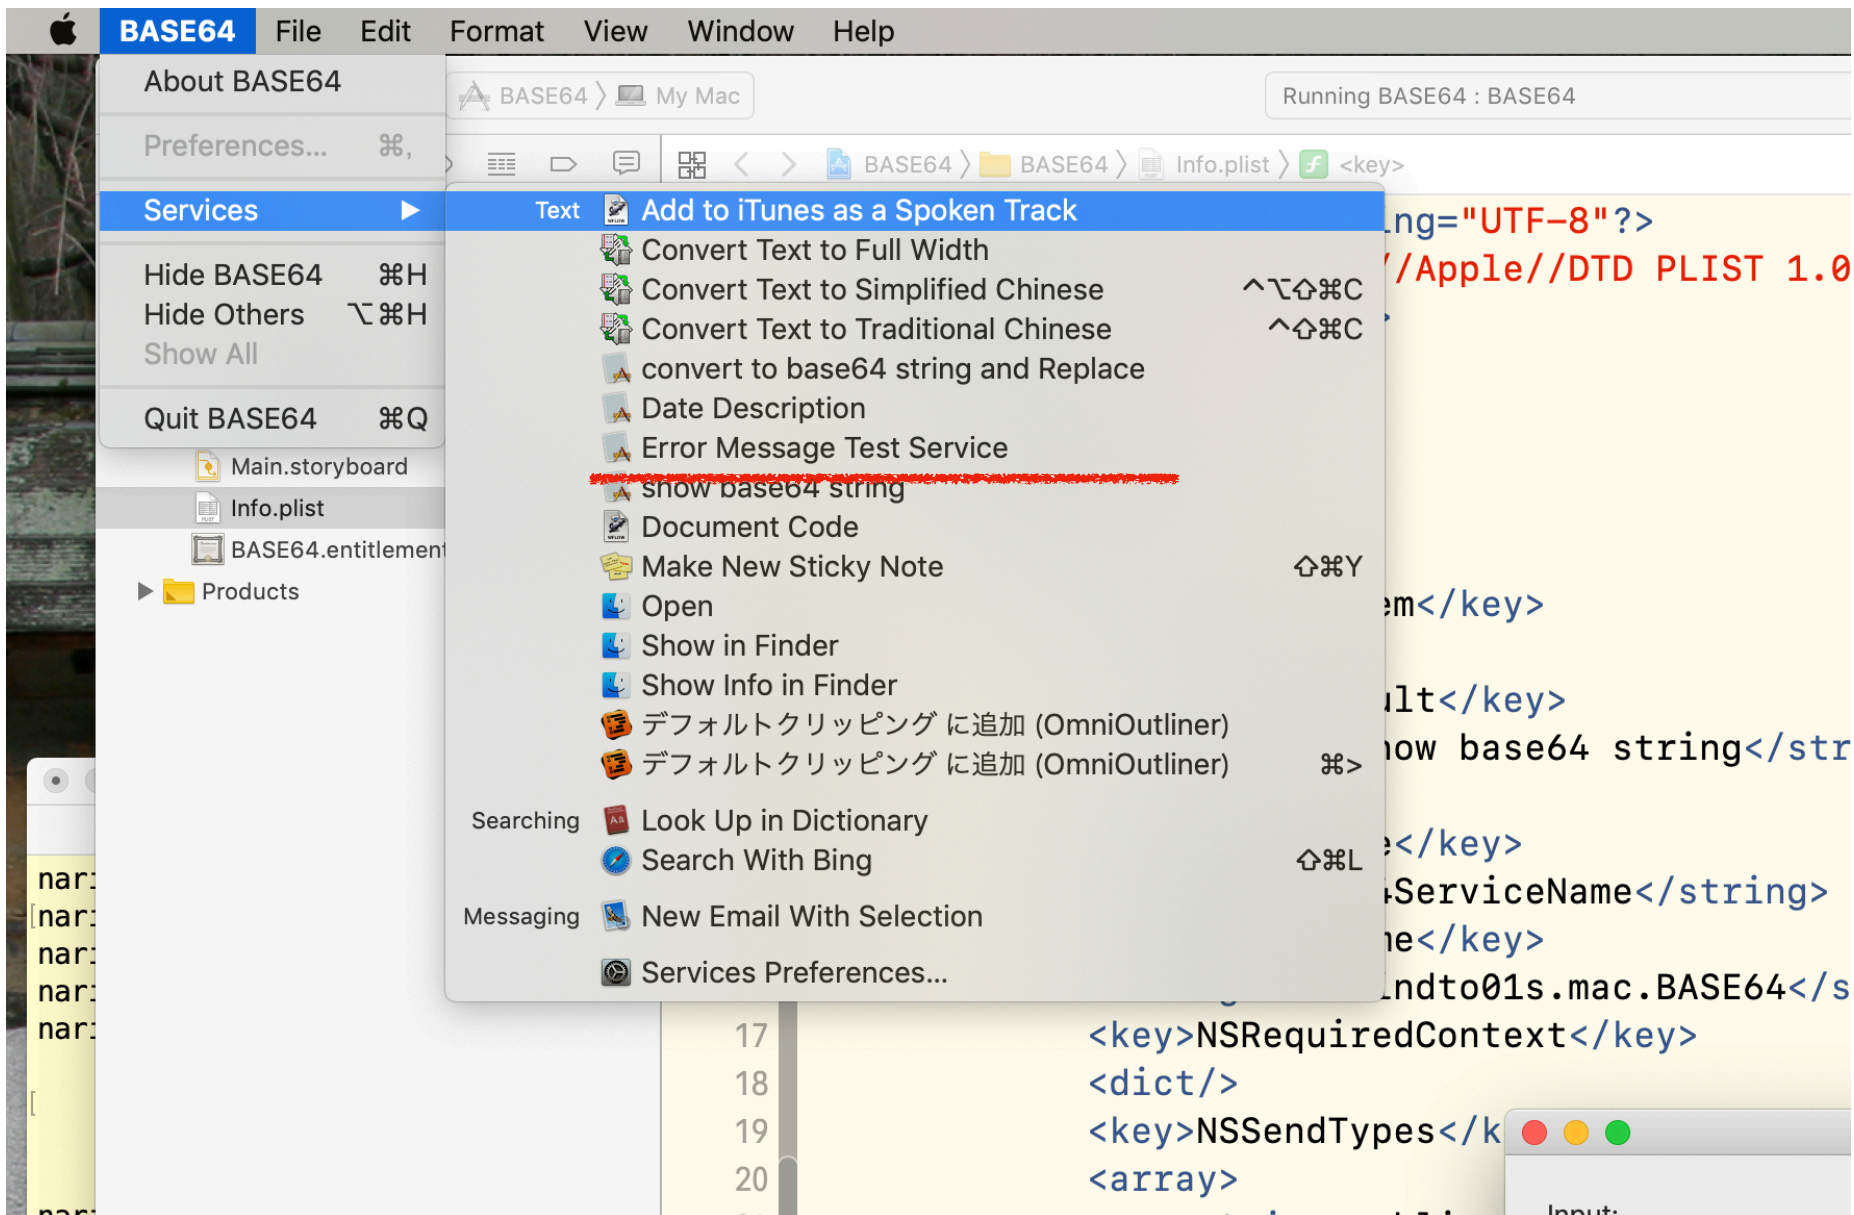 BASE64 File Edit Format View Window Help
About BASE64
Preferences... ⌘,
Services ▶
Hide BASE64 ⌘H
Hide Others ⌥⌘H
Show All
Quit BASE64 ⌘Q
BASE64 〉 My Mac
Running BASE64 : BASE64
BASE64 〉 BASE64 〉 Info.plist 〉 <key>
Text Add to iTunes as a Spoken Track
Convert Text to Full Width
Convert Text to Simplified Chinese ^⌥⇧⌘C
Convert Text to Traditional Chinese ^⇧⌘C
convert to base64 string and Replace
Date Description
Error Message Test Service
show base64 string
Document Code
Make New Sticky Note ⇧⌘Y
Open
Show in Finder
Show Info in Finder
デフォルトクリッピング に追加 (OmniOutliner)
デフォルトクリッピング に追加 (OmniOutliner) ⌘>
Searching Look Up in Dictionary
Search With Bing ⇧⌘L
Messaging New Email With Selection
Services Preferences...
Main.storyboard
Info.plist
BASE64.entitlement
Products
ng="UTF-8"?>
//Apple//DTD PLIST 1.0
>
em</key>
ult</key>
how base64 string</str
e</key>
4ServiceName</string>
me</key>
indto01s.mac.BASE64</s
17 <key>NSRequiredContext</key>
18 <dict/>
19 <key>NSSendTypes</k
20 <array>
Input:
nari
[nari
nari
nari
nari
[